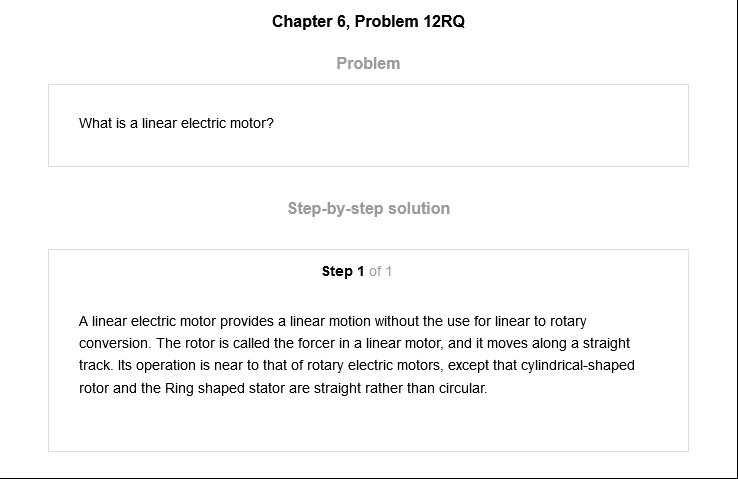 Chapter 6, Problem 12RQ
Problem
What is a linear electric motor?
Step-by-step solution
Step 1 of 1
A linear electric motor provides a linear motion without the use for linear to rotary
conversion. The rotor is called the forcer in a linear motor, and it moves along a straight
track. Its operation is near to that of rotary electric motors, except that cylindrical-shaped
rotor and the Ring shaped stator are straight rather than circular.